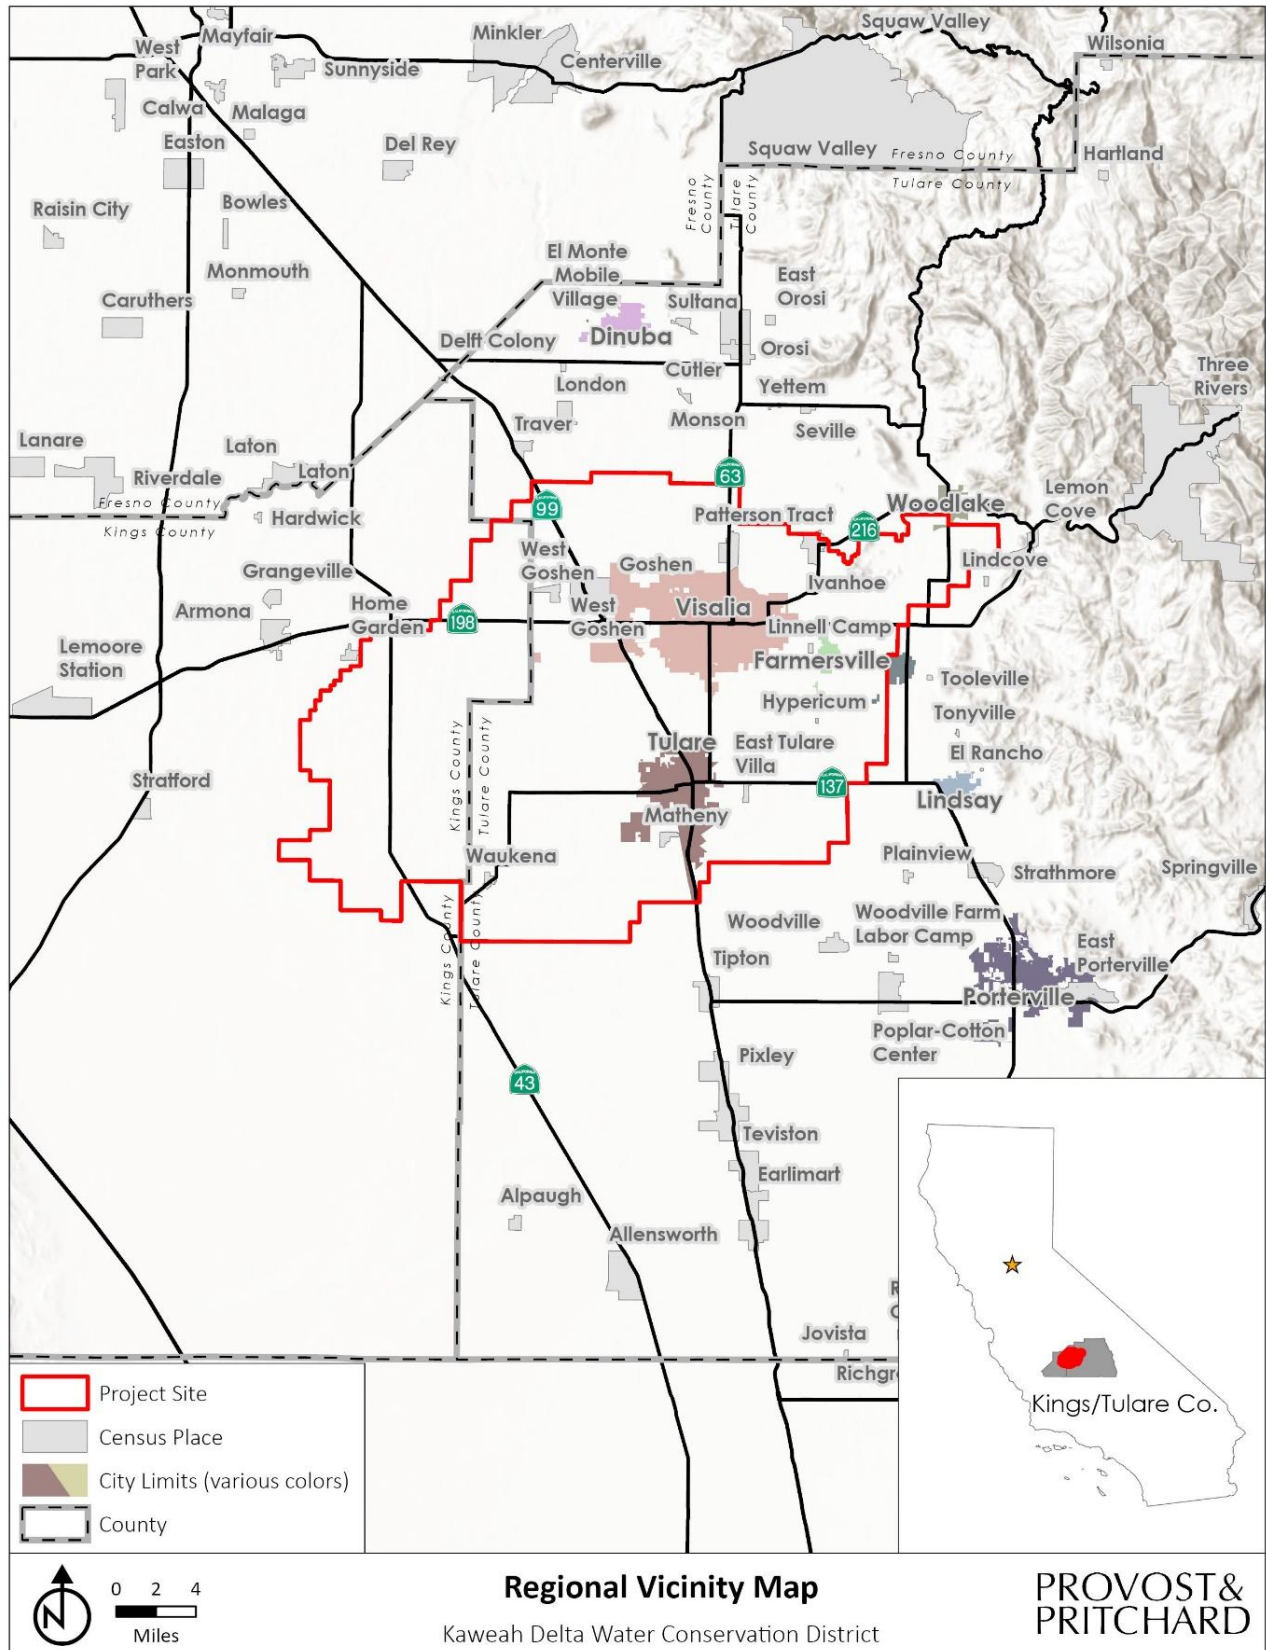 Mayfair
West
Park
Sunnyside
Minkler
Centerville
Squaw Valley
Wilsonia
Calwa
Malaga
Easton
Del Rey
Squaw Valley
Fresno County
Tulare County
Hartland
Fresno
County
Tulare
County
Raisin City
Bowles
Monmouth
Caruthers
El Monte
Mobile
Village
Sultana
East
Orosi
Dinuba
Delft Colony
Orosi
Cutler
London
Yettem
Three
Rivers
Traver
Monson
Seville
Lanare
Laton
Riverdale
Laton
Fresno County
Kings County
Hardwick
CALIFORNIA
63
CALIFORNIA
99
Patterson Tract
CALIFORNIA
216
Woodlake
Lemon
Cove
West
Goshen
Goshen
Lindcove
Ivanhoe
Grangeville
Armona
Home
Garden
CALIFORNIA
198
West
Goshen
Visalia
Linnell Camp
Farmersville
Lemoore
Station
Tooleville
Hypericum
Tonyville
Kings County
Tulare County
Tulare
East Tulare
Villa
El Rancho
CALIFORNIA
137
Lindsay
Stratford
Matheny
Waukena
Plainview
Strathmore
Springville
Kings County
Tulare County
Woodville
Woodville Farm
Labor Camp
Tipton
East
Porterville
Porterville
Poplar-Cotton
Center
Pixley
CALIFORNIA
43
Teviston
Earlimart
Alpaugh
Allensworth
Jovista
Richgr
Kings/Tulare Co.
Project Site
Census Place
City Limits (various colors)
County
N
0 2 4
Miles
Regional Vicinity Map
Kaweah Delta Water Conservation District
PROVOST&
PRITCHARD